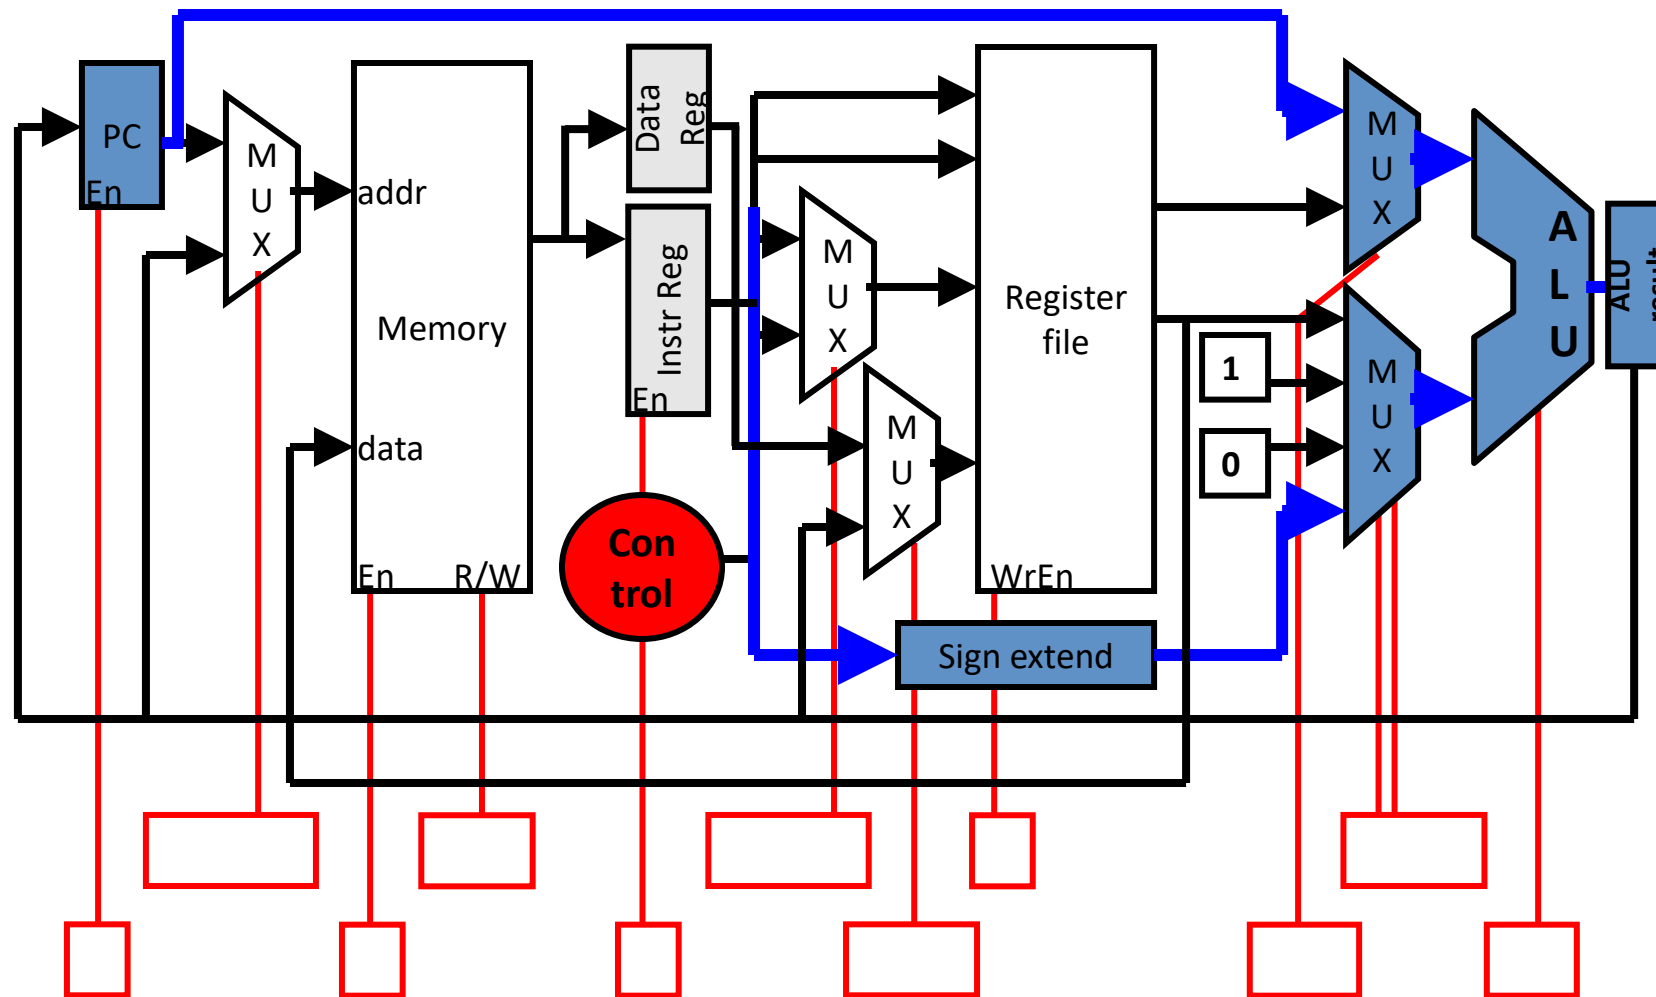 PC
En
M
U
X
addr
data
Memory
En
R/W
Data
Reg
Instr Reg
En
Con
trol
M
U
X
M
U
X
Register
file
WrEn
Sign extend
1
0
M
U
X
M
U
X
A
L
U
ALU
result